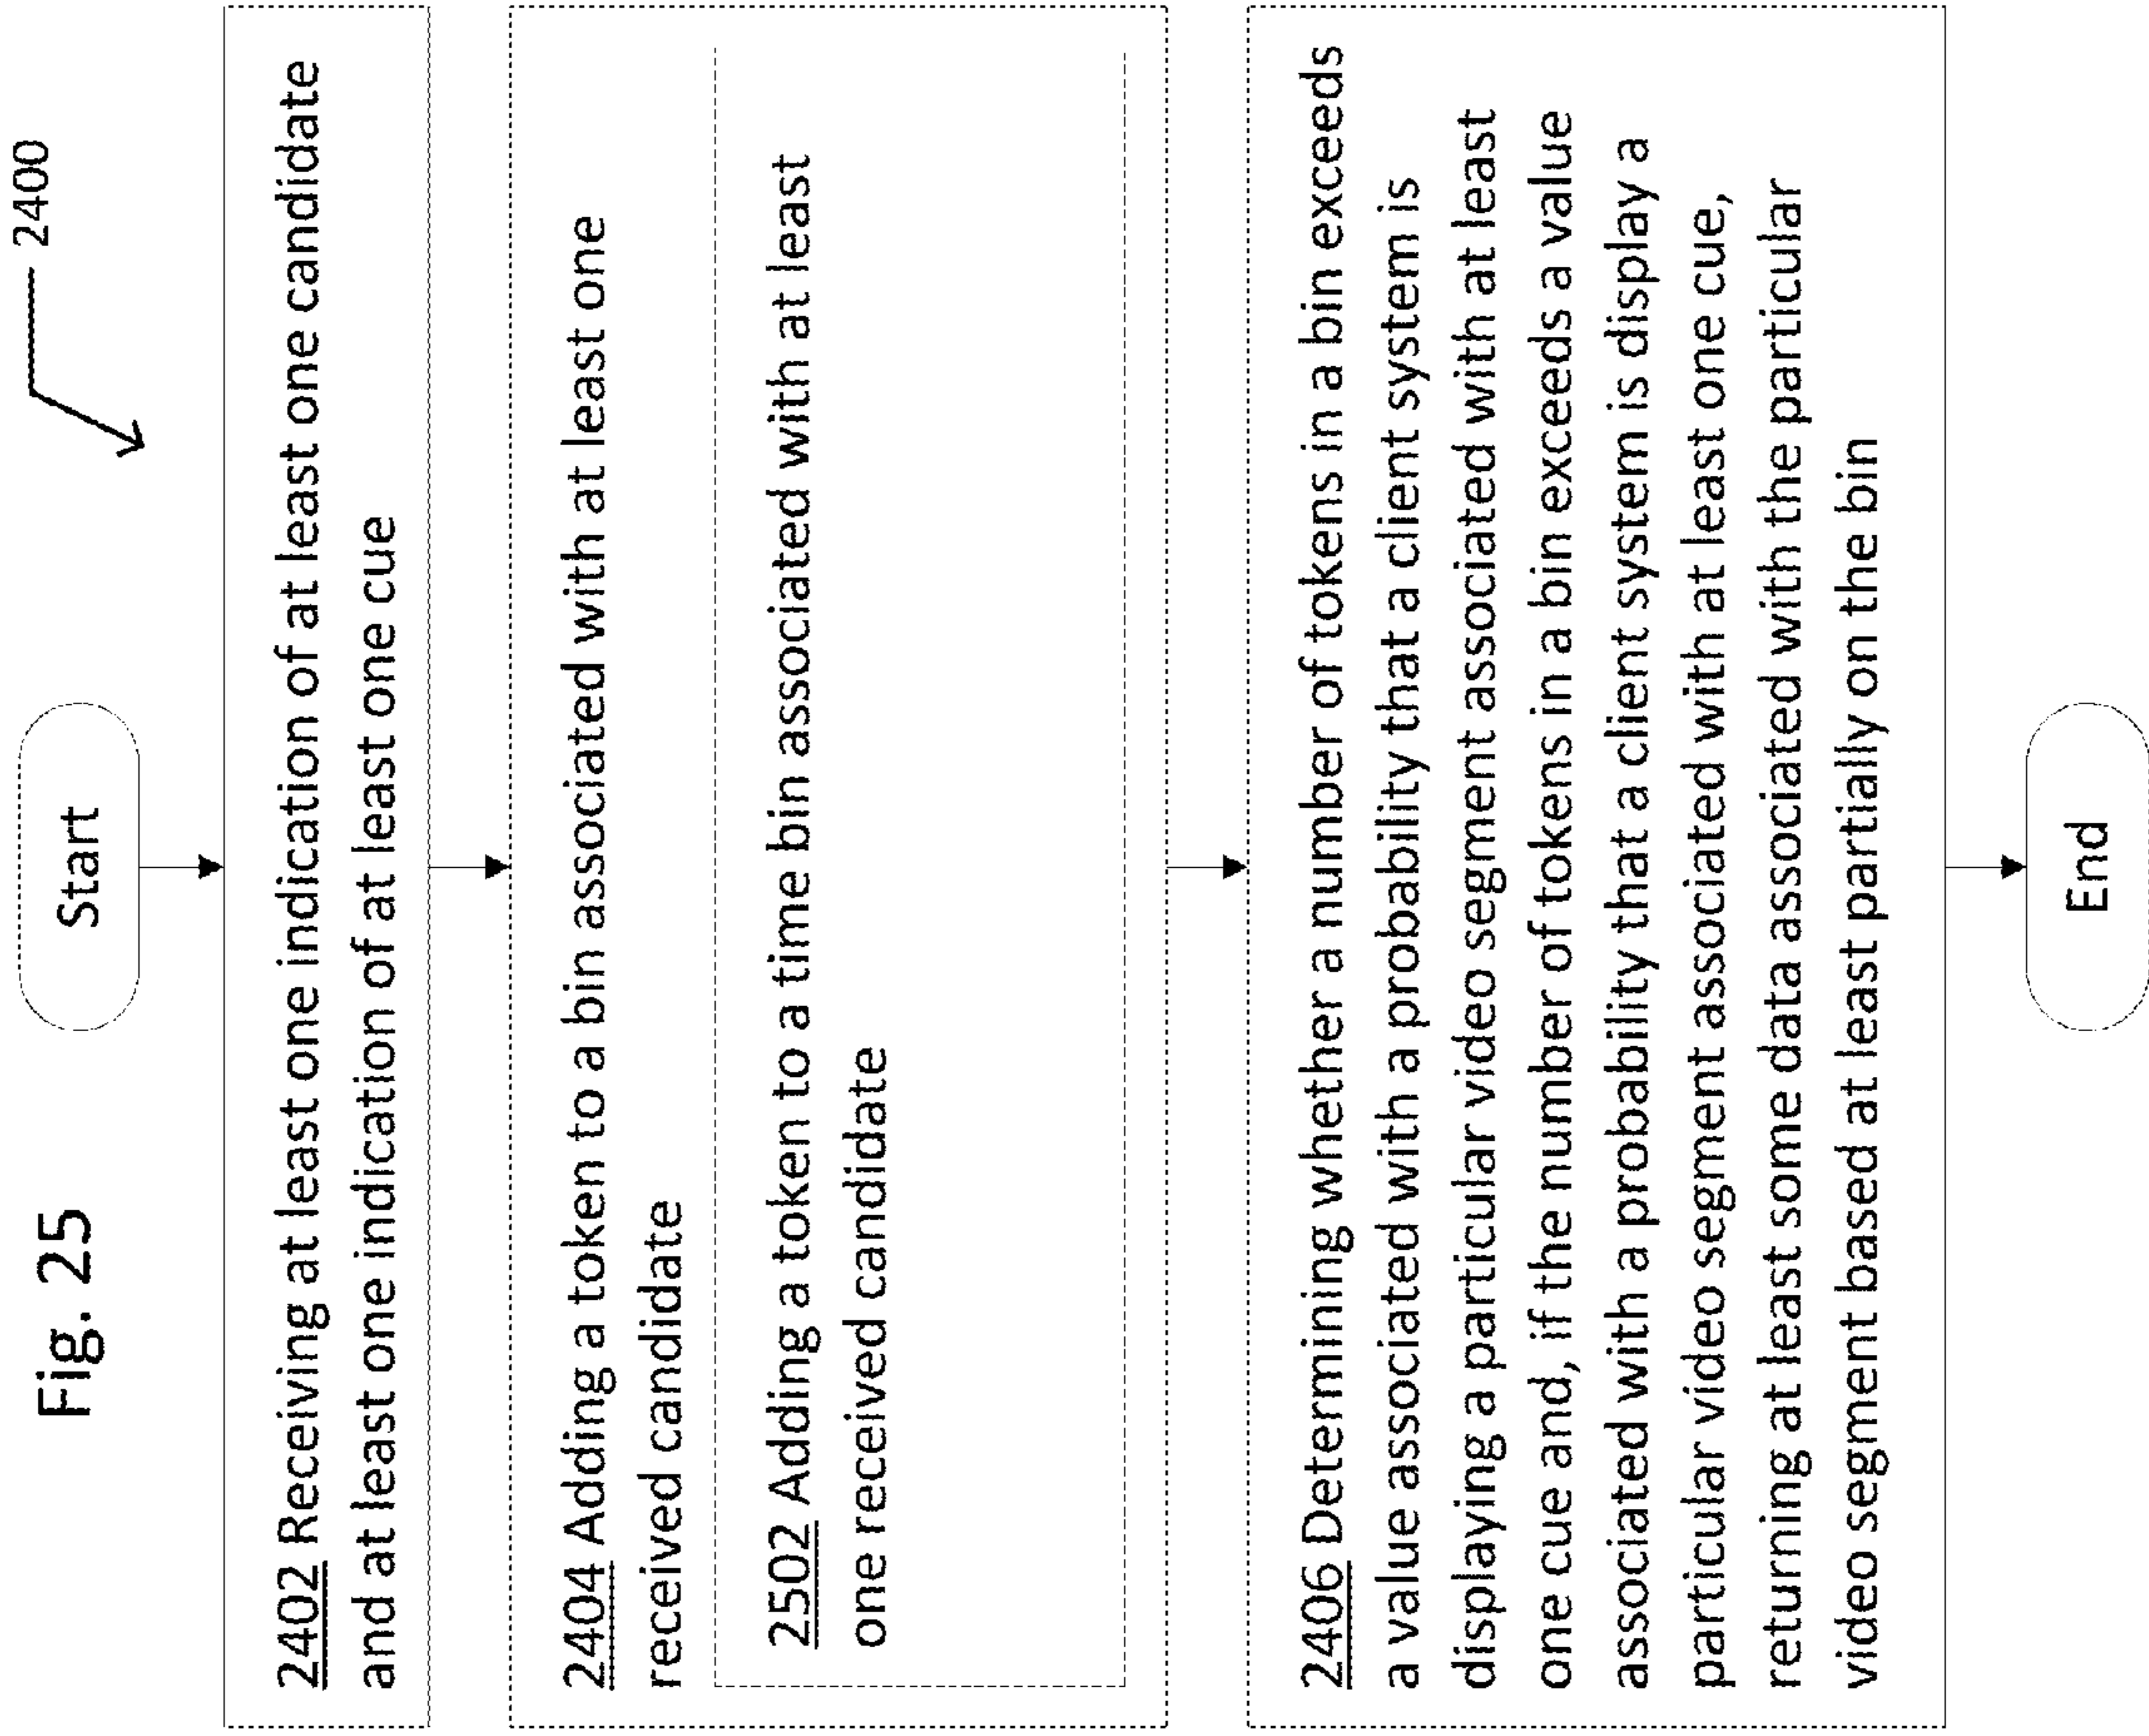 Fig. 25
2400
Start
2402 Receiving at least one indication of at least one candidate
and at least one indication of at least one cue
2404 Adding a token to a bin associated with at least one
received candidate
2502 Adding a token to a time bin associated with at least
one received candidate
2406 Determining whether a number of tokens in a bin exceeds
a value associated with a probability that a client system is
displaying a particular video segment associated with at least
one cue and, if the number of tokens in a bin exceeds a value
associated with a probability that a client system is display a
particular video segment associated with at least one cue,
returning at least some data associated with the particular
video segment based at least partially on the bin
End